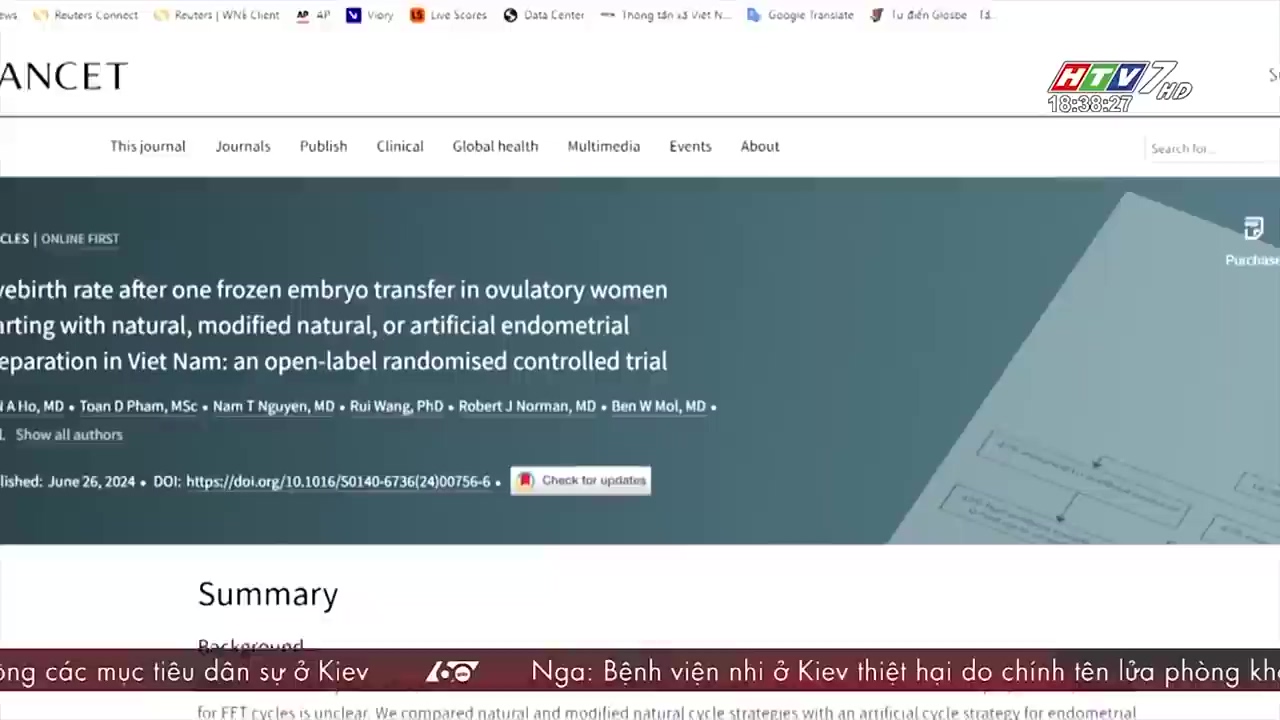 ews Reuters Connect Reuters | WNE Client AP AP Viory LS Live Scores Data Center Thông tấn xã Việt N... Google Translate Từ điển Glosbe - Tấ...
ANCET
HTV7 HD
18:38:27
This journal Journals Publish Clinical Global health Multimedia Events About
Search for...
CLES | ONLINE FIRST
Purchase
vebirth rate after one frozen embryo transfer in ovulatory women
arting with natural, modified natural, or artificial endometrial
eparation in Viet Nam: an open-label randomised controlled trial
N A Ho, MD • Toan D Pham, MSc • Nam T Nguyen, MD • Rui Wang, PhD • Robert J Norman, MD • Ben W Mol, MD •
l. Show all authors
lished: June 26, 2024 • DOI: https://doi.org/10.1016/S0140-6736(24)00756-6 • Check for updates
Summary
Background
ông các mục tiêu dân sự ở Kiev 60 Nga: Bệnh viện nhi ở Kiev thiệt hại do chính tên lửa phòng kh
for FET cycles is unclear. We compared natural and modified natural cycle strategies with an artificial cycle strategy for endometrial